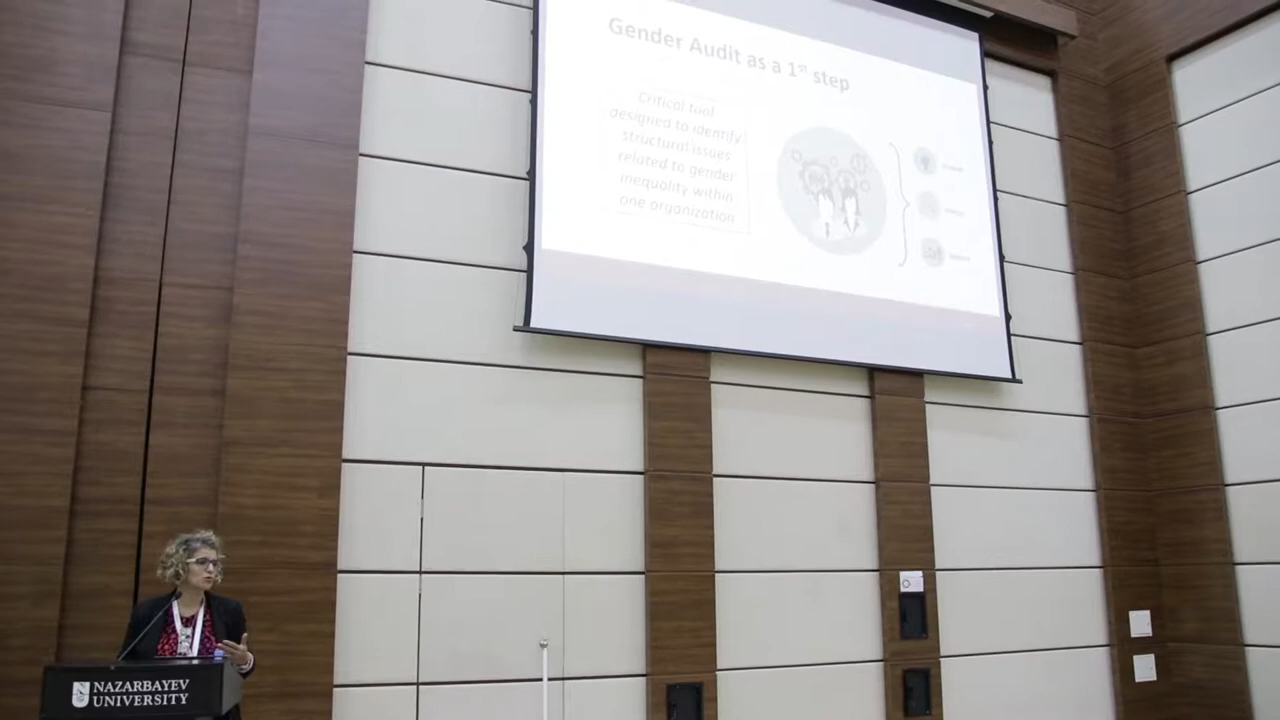 Gender Audit as a 1st step
Critical tool
designed to identify
structural issues
related to gender
inequality within
one organization
NAZARBAYEV
UNIVERSITY